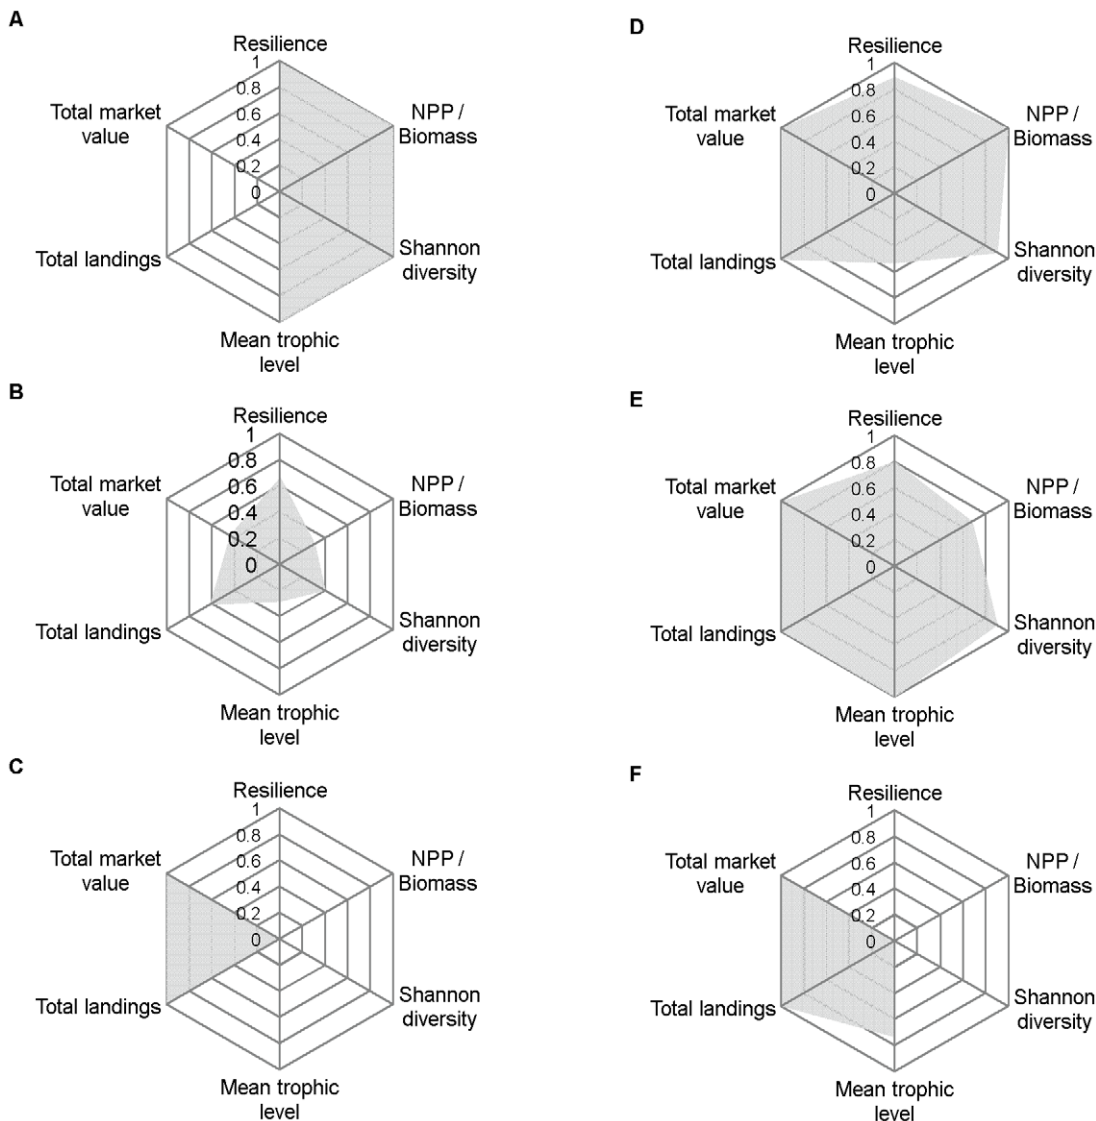 A
Resilience
1
0.8
0.6
0.4
0.2
0
Total market
value
NPP /
Biomass
Total landings
Shannon
diversity
Mean trophic
level
D
Resilience
1
0.8
0.6
0.4
0.2
0
Total market
value
NPP /
Biomass
Total landings
Shannon
diversity
Mean trophic
level
B
Resilience
1
0.8
0.6
0.4
0.2
0
Total market
value
NPP /
Biomass
Total landings
Shannon
diversity
Mean trophic
level
E
Resilience
1
0.8
0.6
0.4
0.2
0
Total market
value
NPP /
Biomass
Total landings
Shannon
diversity
Mean trophic
level
C
Resilience
1
0.8
0.6
0.4
0.2
0
Total market
value
NPP /
Biomass
Total landings
Shannon
diversity
Mean trophic
level
F
Resilience
1
0.8
0.6
0.4
0.2
0
Total market
value
NPP /
Biomass
Total landings
Shannon
diversity
Mean trophic
level